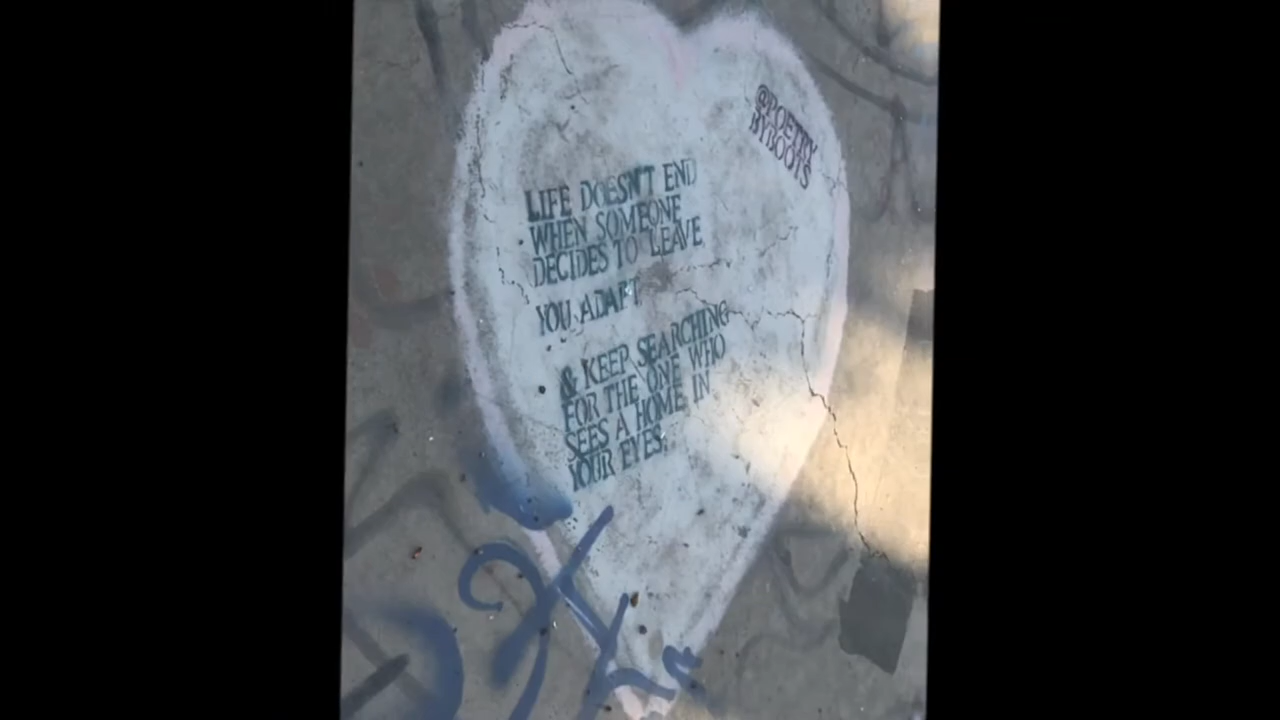 @POETRY
BYBOOTS
LIFE DOESN'T END
WHEN SOMEONE
DECIDES TO LEAVE
YOU ADAPT
& KEEP SEARCHING
FOR THE ONE WHO
SEES A HOME IN
YOUR EYES.